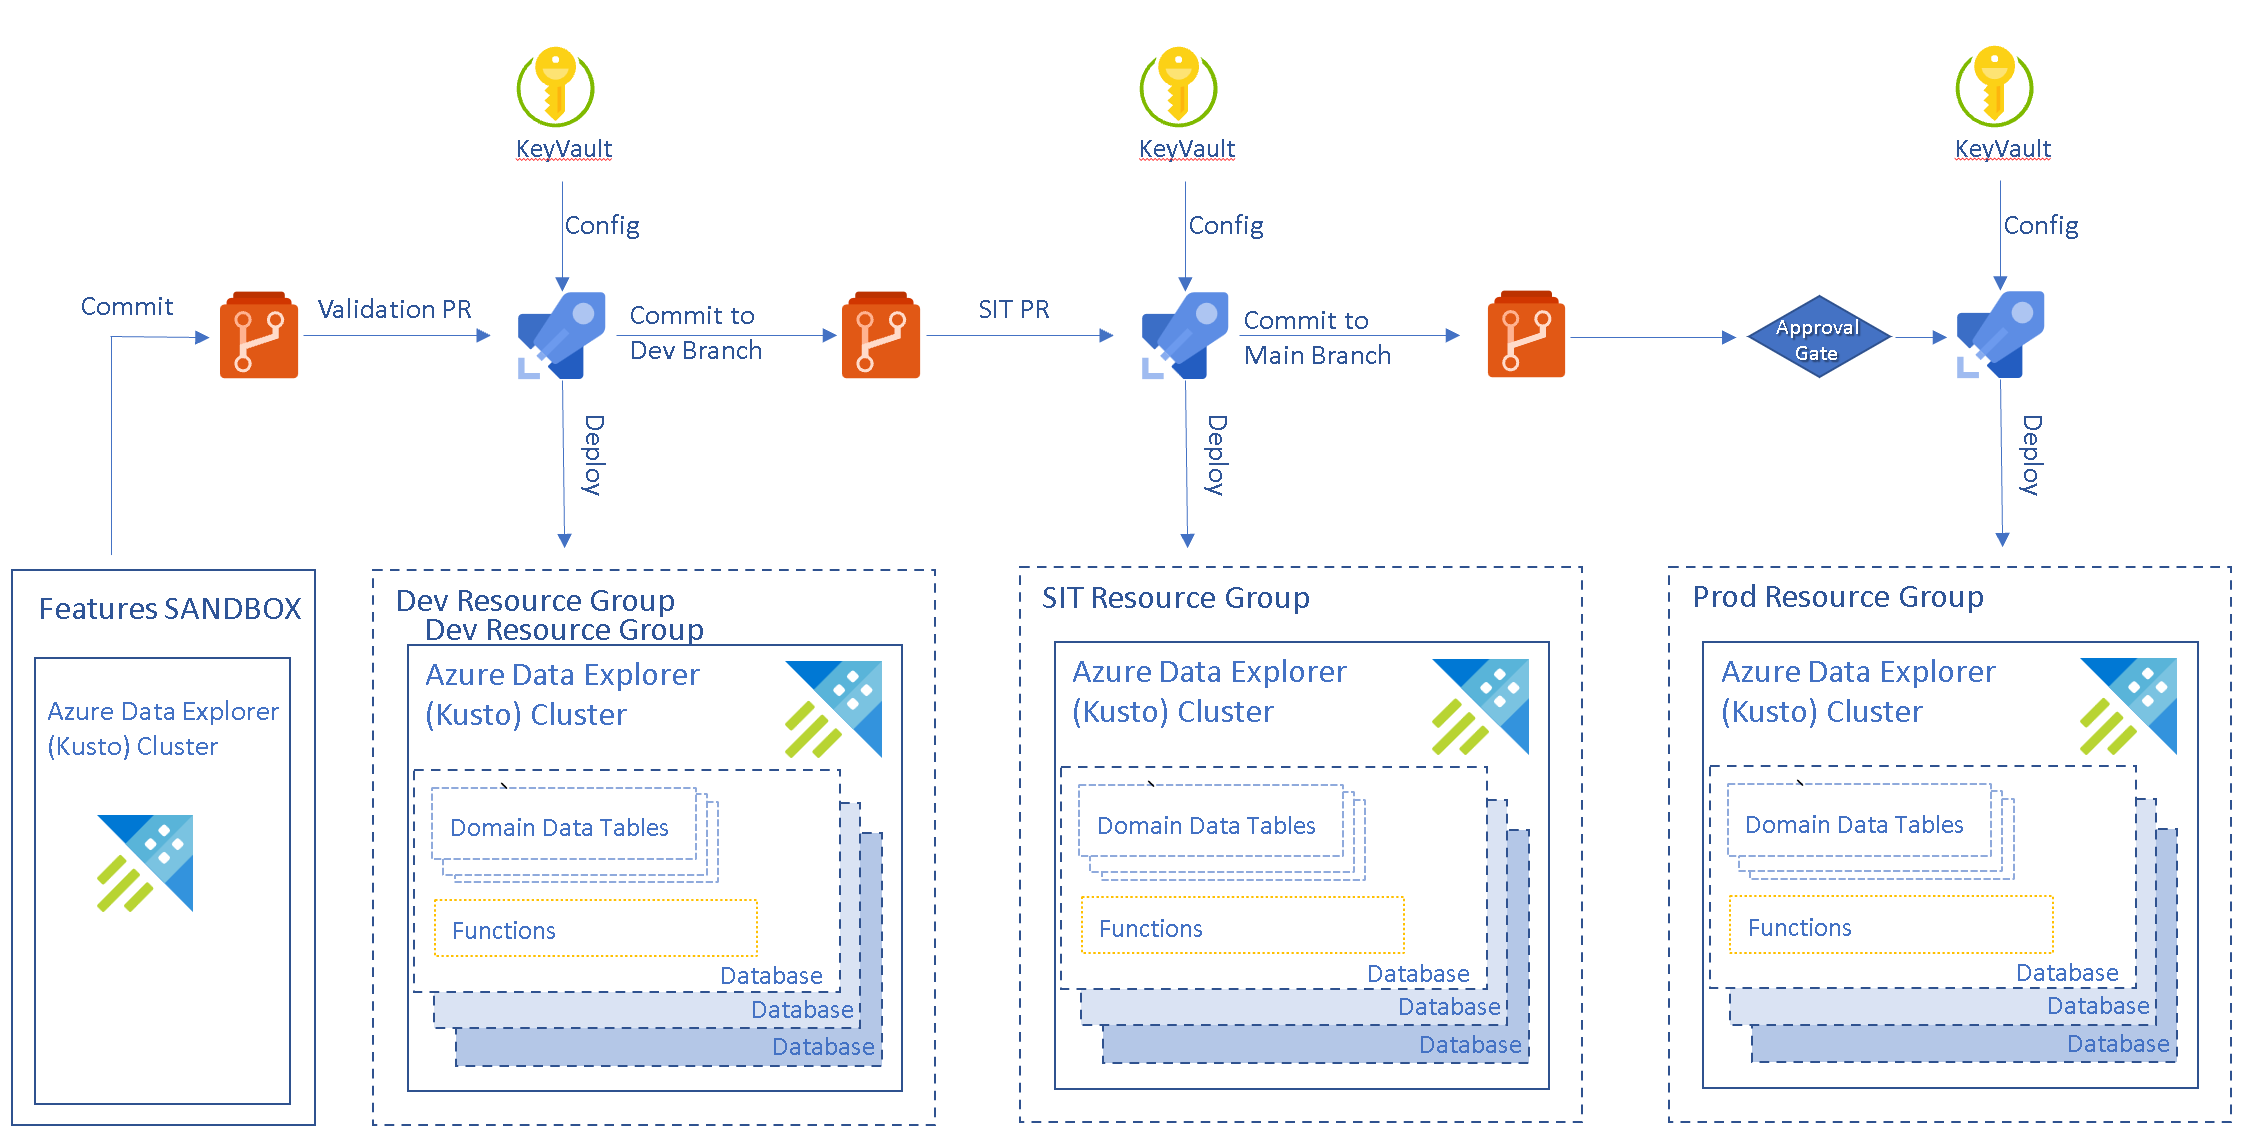 KeyVault
KeyVault
KeyVault
Config
Config
Config
Commit
Validation PR
Commit to
Dev Branch
SIT PR
Commit to
Main Branch
Approval
Gate
Deploy
Deploy
Deploy
Features SANDBOX
Azure Data Explorer
(Kusto) Cluster
Dev Resource Group
Dev Resource Group
Azure Data Explorer
(Kusto) Cluster
Domain Data Tables
Functions
Database
Database
Database
SIT Resource Group
Azure Data Explorer
(Kusto) Cluster
Domain Data Tables
Functions
Database
Database
Database
Prod Resource Group
Azure Data Explorer
(Kusto) Cluster
Domain Data Tables
Functions
Database
Database
Database